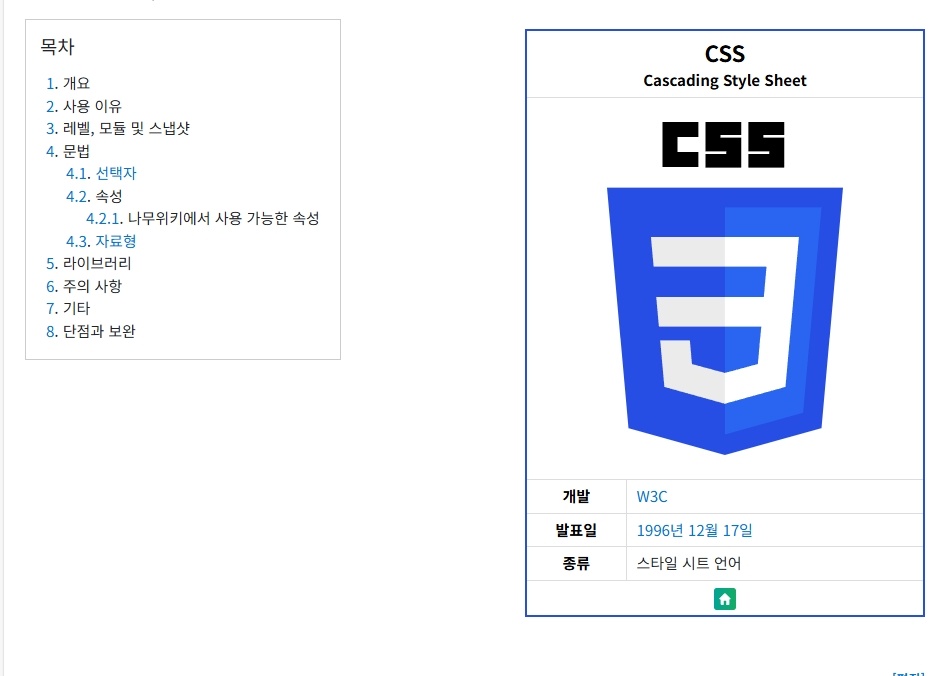 목차
1. 개요
2. 사용 이유
3. 레벨, 모듈 및 스냅샷
4. 문법
4.1. 선택자
4.2. 속성
4.2.1. 나무위키에서 사용 가능한 속성
4.3. 자료형
5. 라이브러리
6. 주의 사항
7. 기타
8. 단점과 보완
CSS
Cascading Style Sheet
CSS
3
개발 W3C
발표일 1996년 12월 17일
종류 스타일 시트 언어